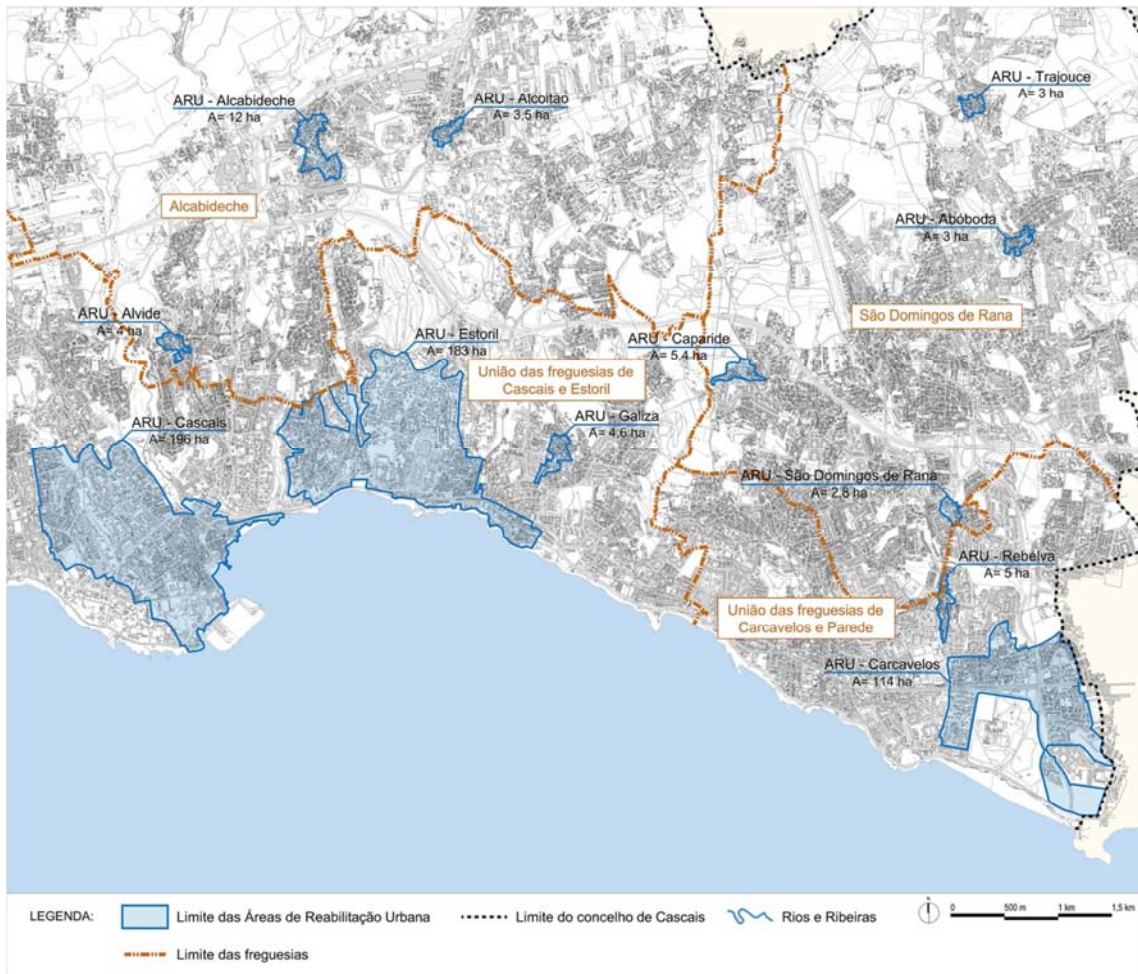 ARU - Alcabideche
A= 12 ha
ARU - Alcoitão
A= 3,5 ha
ARU - Trajouce
A= 3 ha
Alcabideche
ARU - Abóboda
A= 3 ha
ARU - Alvide
A= 4 ha
São Domingos de Rana
ARU - Estoril
A= 183 ha
ARU - Caparide
A= 5,4 ha
União das freguesias de
Cascais e Estoril
ARU - Cascais
A= 196 ha
ARU - Galiza
A= 4,6 ha
ARU - São Domingos de Rana
A= 2,8 ha
ARU - Rebelva
A= 5 ha
União das freguesias de
Carcavelos e Parede
ARU - Carcavelos
A= 114 ha
LEGENDA:
Limite das Áreas de Reabilitação Urbana
Limite do concelho de Cascais
Rios e Ribeiras
N
0 500 m 1 km 1,5 km
Limite das freguesias